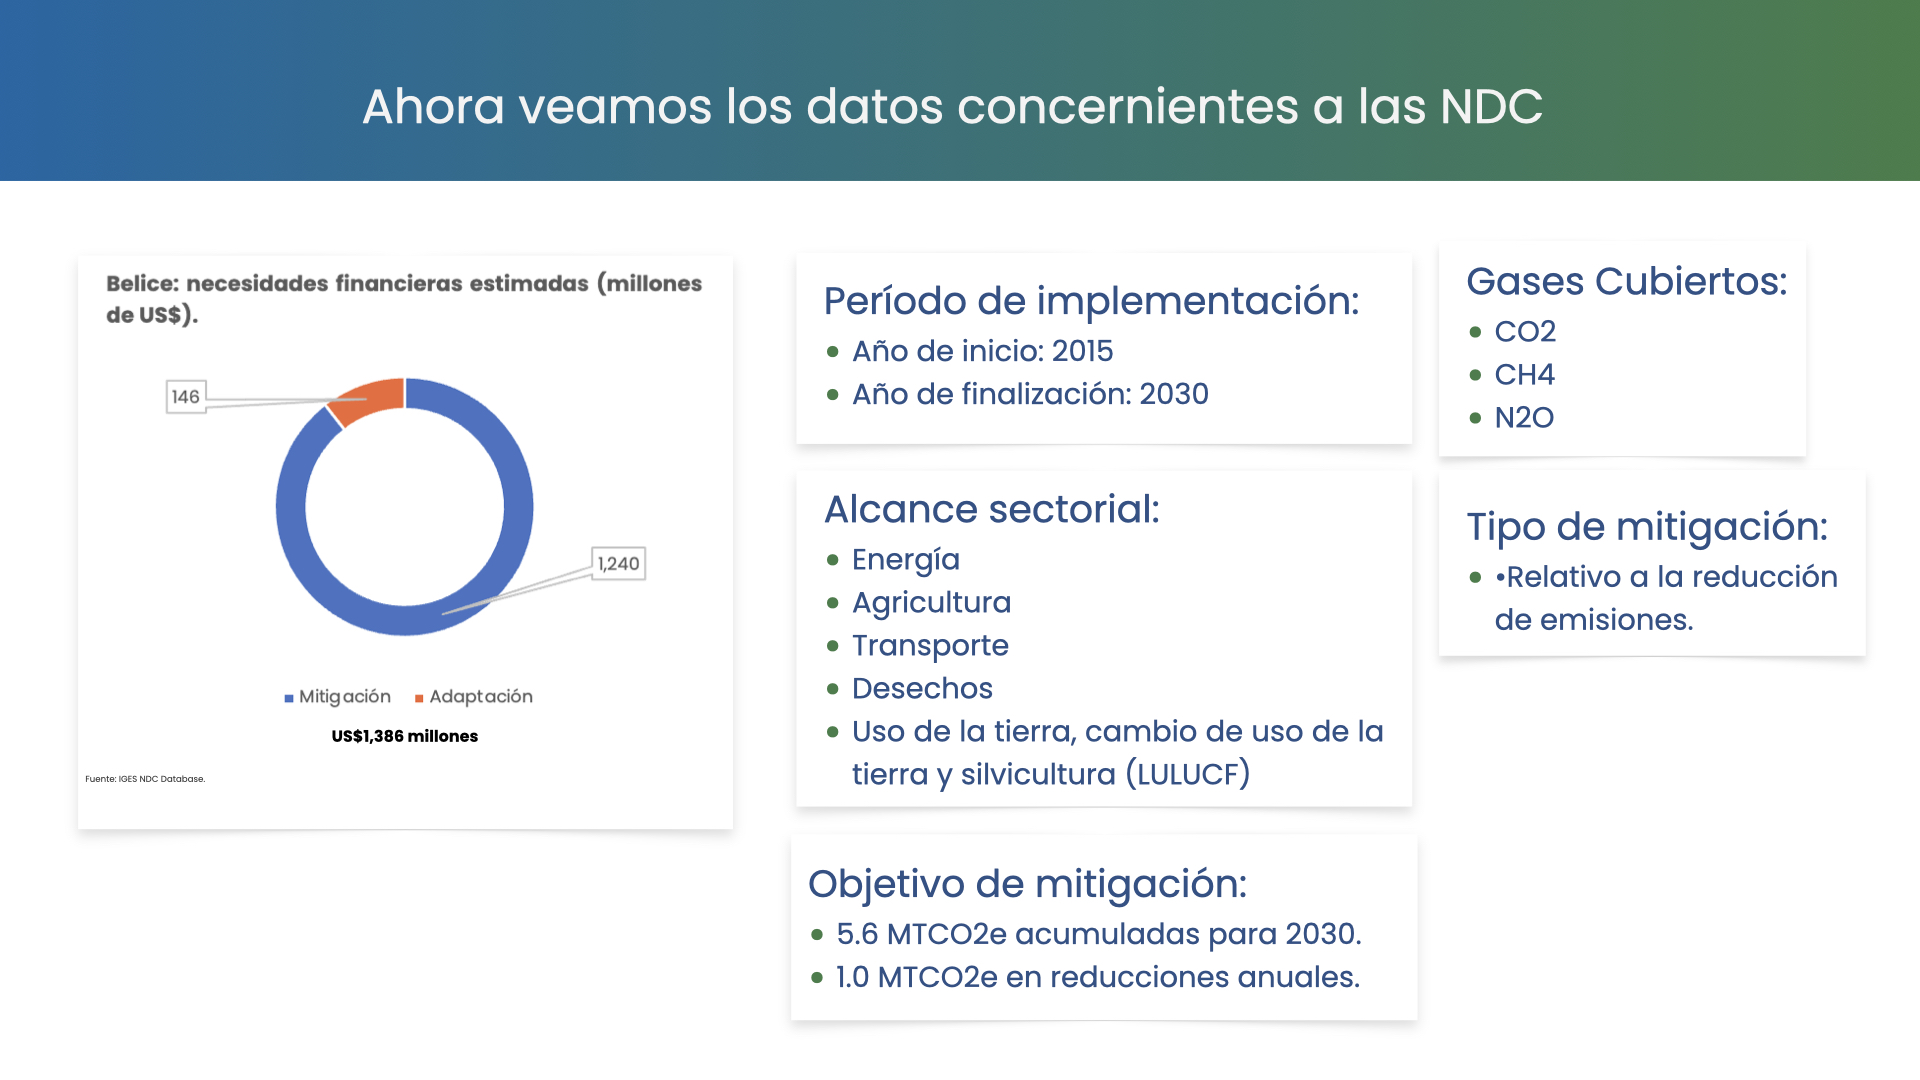 Ahora veamos los datos concernientes a las NDC
Belice: necesidades financieras estimadas (millones
de US$).
146
1,240
Mitigación
Adaptación
US$1,386 millones
Fuente: IGES NDC Database.
Período de implementación:
• Año de inicio: 2015
• Año de finalización: 2030
Alcance sectorial:
• Energía
• Agricultura
• Transporte
• Desechos
• Uso de la tierra, cambio de uso de la
tierra y silvicultura (LULUCF)
Objetivo de mitigación:
• 5.6 MTCO2e acumuladas para 2030.
• 1.0 MTCO2e en reducciones anuales.
Gases Cubiertos:
• CO2
• CH4
• N2O
Tipo de mitigación:
• •Relativo a la reducción
de emisiones.